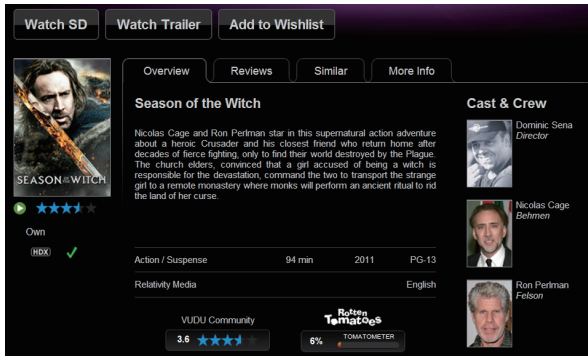 Watch SD
Watch Trailer
Add to Wishlist
Overview
Reviews
Similar
More Info
SEASON OF THE WITCH
Own
HDX
Season of the Witch
Nicolas Cage and Ron Perlman star in this supernatural action adventure
about a heroic Crusader and his closest friend who return home after
decades of fierce fighting, only to find their world destroyed by the Plague.
The church elders, convinced that a girl accused of being a witch is
responsible for the devastation, command the two to transport the strange
girl to a remote monastery where monks will perform an ancient ritual to rid
the land of her curse.
Action / Suspense 94 min 2011 PG-13
Relativity Media English
VUDU Community
3.6
Rotten
Tomatoes
6% TOMATOMETER
Cast & Crew
Dominic Sena
Director
Nicolas Cage
Behmen
Ron Perlman
Felson